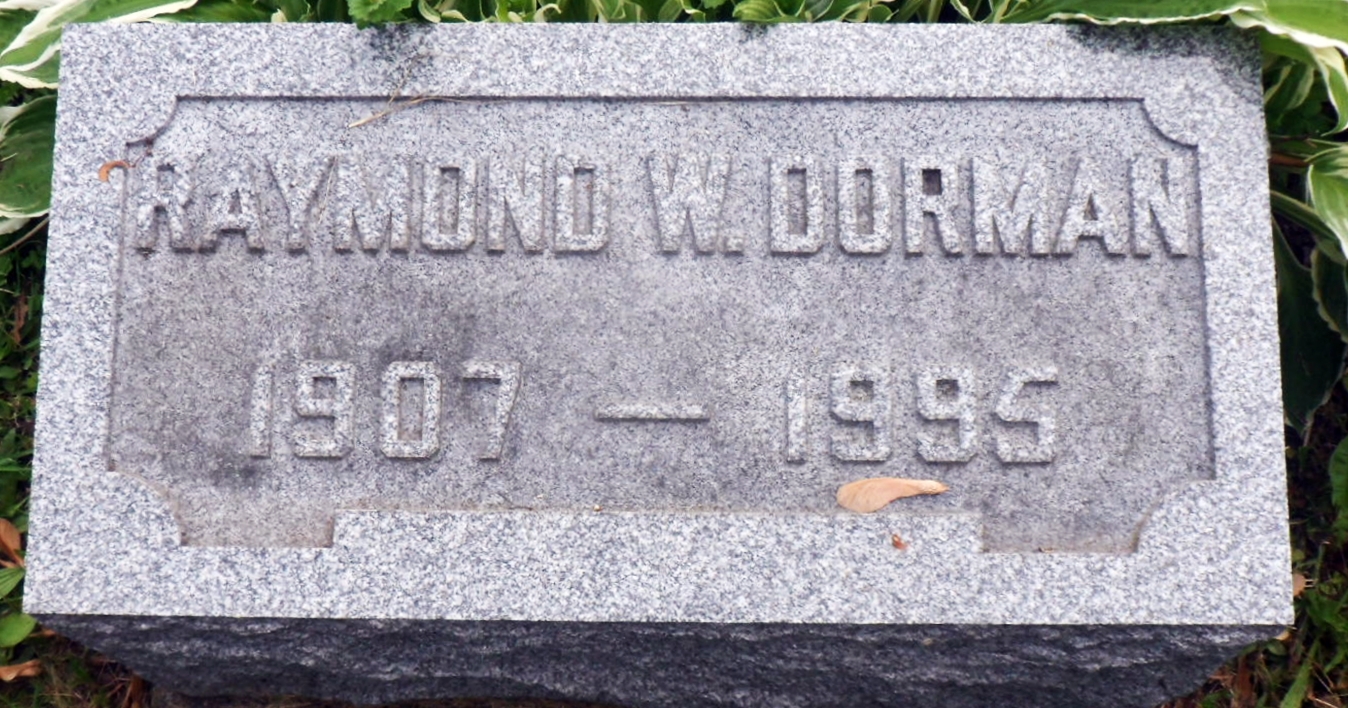 RAYMOND W. DORMAN
1907 — 1995